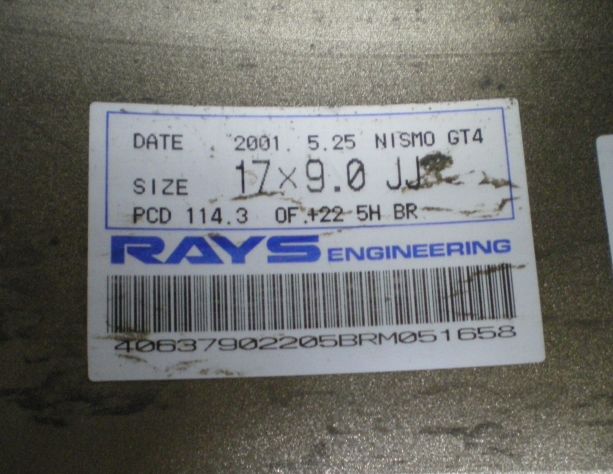 DATE 2001. 5.25 NISMO GT4
SIZE 17×9.0 JJ
PCD 114.3 OF.+22 5H BR
RAYS ENGINEERING
40637902205BRM051658